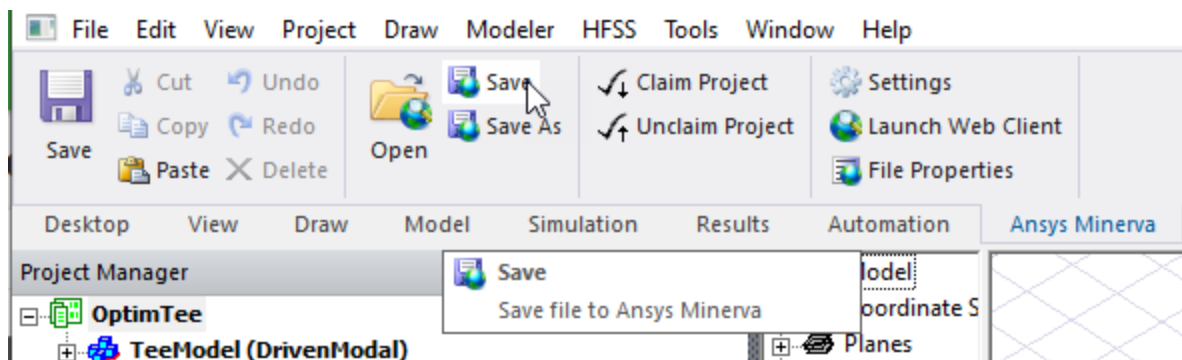 File Edit View Project Draw Modeler HFSS Tools Window Help
Cut Undo Save Claim Project Settings
Copy Redo Save As Unclaim Project Launch Web Client
Save Open
Paste Delete File Properties
Desktop View Draw Model Simulation Results Automation Ansys Minerva
Project Manager Save
OptimTee Save file to Ansys Minerva
TeeModel (DrivenModal) Planes